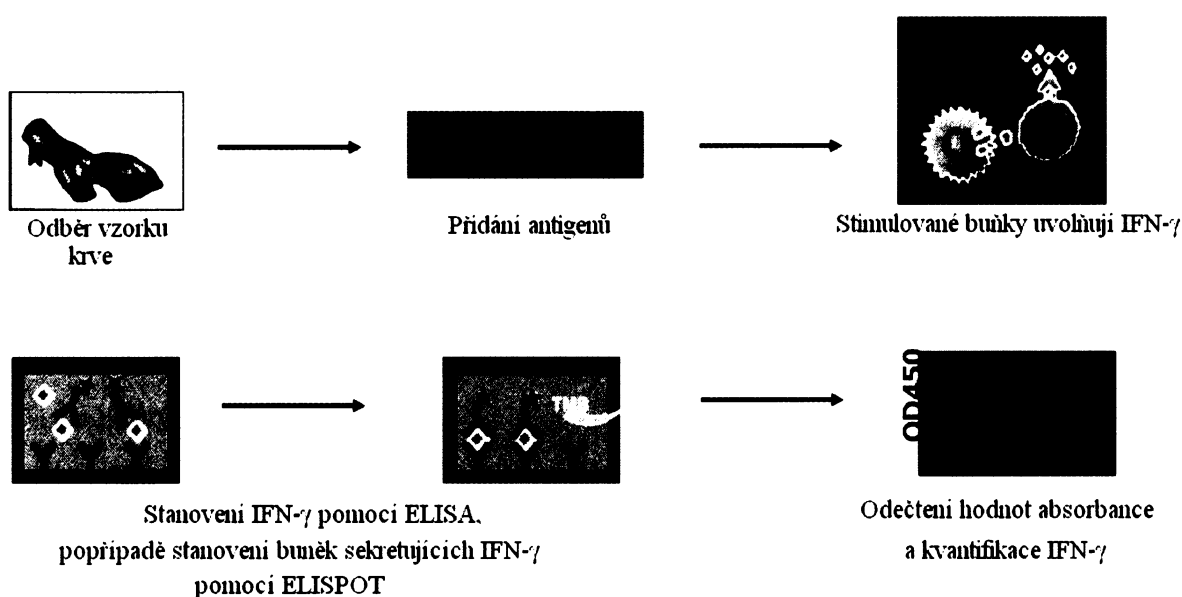 Odběr vzorku
krve
Přidání antigenů
Stimulované buňky uvolňují IFN-γ
TMB
OD450
Stanovení IFN-γ pomocí ELISA,
popřípadě stanovení buněk sekretujících IFN-γ
pomocí ELISPOT
Odečtení hodnot absorbance
a kvantifikace IFN-γ